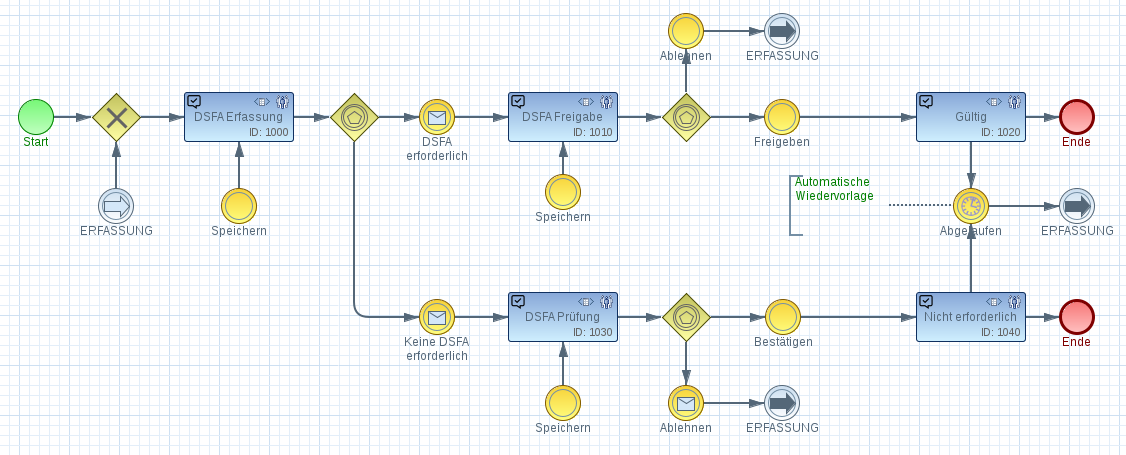 Ablehnen
ERFASSUNG
Start
DSFA Erfassung
ID: 1000
DSFA
erforderlich
DSFA Freigabe
ID: 1010
Freigeben
Gültig
ID: 1020
Ende
ERFASSUNG
Speichern
Speichern
Automatische
Wiedervorlage
Abgelaufen
ERFASSUNG
Keine DSFA
erforderlich
DSFA Prüfung
ID: 1030
Bestätigen
Nicht erforderlich
ID: 1040
Ende
Speichern
Ablehnen
ERFASSUNG